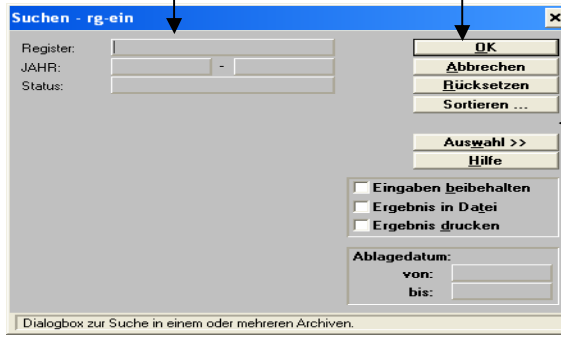 Suchen - rg-ein
Register:
JAHR: -
Status:
OK
Abbrechen
Rücksetzen
Sortieren ...
Auswahl >>
Hilfe
Eingaben beibehalten
Ergebnis in Datei
Ergebnis drucken
Ablagedatum:
von:
bis:
Dialogbox zur Suche in einem oder mehreren Archiven.